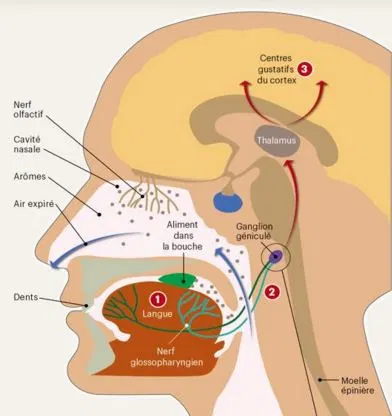 Centres
gustatifs 3
du cortex
Nerf
olfactif
Thalamus
Cavité
nasale
Arômes
Air expiré
Aliment
dans
la bouche
Ganglion
géniculé
Dents
1
Langue
2
Nerf
glossopharyngien
Moelle
épinière